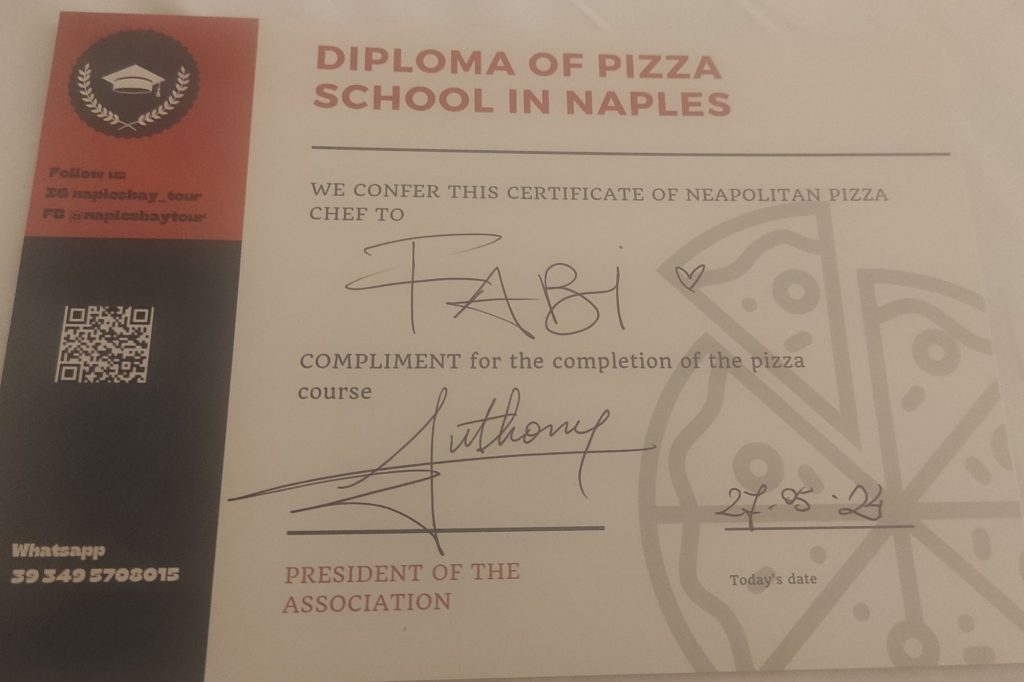 DIPLOMA OF PIZZA
SCHOOL IN NAPLES
Follow us
IG naplesbay_tour
FB @naplesbaytour
WE CONFER THIS CERTIFICATE OF NEAPOLITAN PIZZA
CHEF TO
FABi
COMPLIMENT for the completion of the pizza
course
Anthony
27.05.24
Whatsapp
39 349 5708015
PRESIDENT OF THE
ASSOCIATION
Today's date